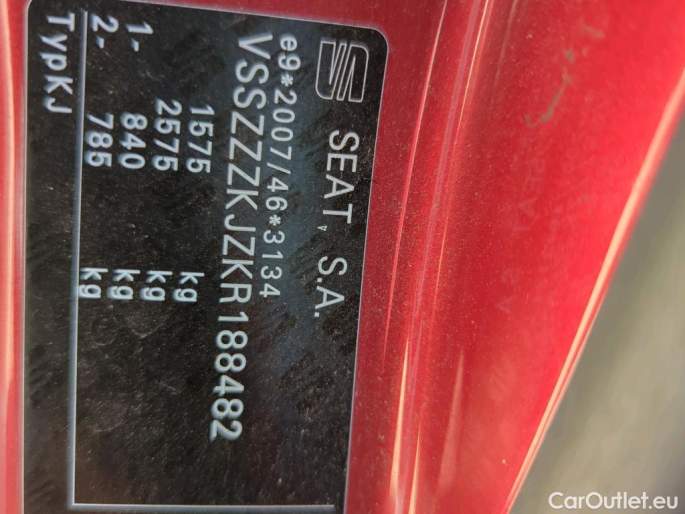 SEAT, S.A.
e9*2007/46*3134
VSSZZZKJZKR188482
1575 kg
2575 kg
1- 840 kg
2- 785 kg
TypKJ
CarOutlet.eu